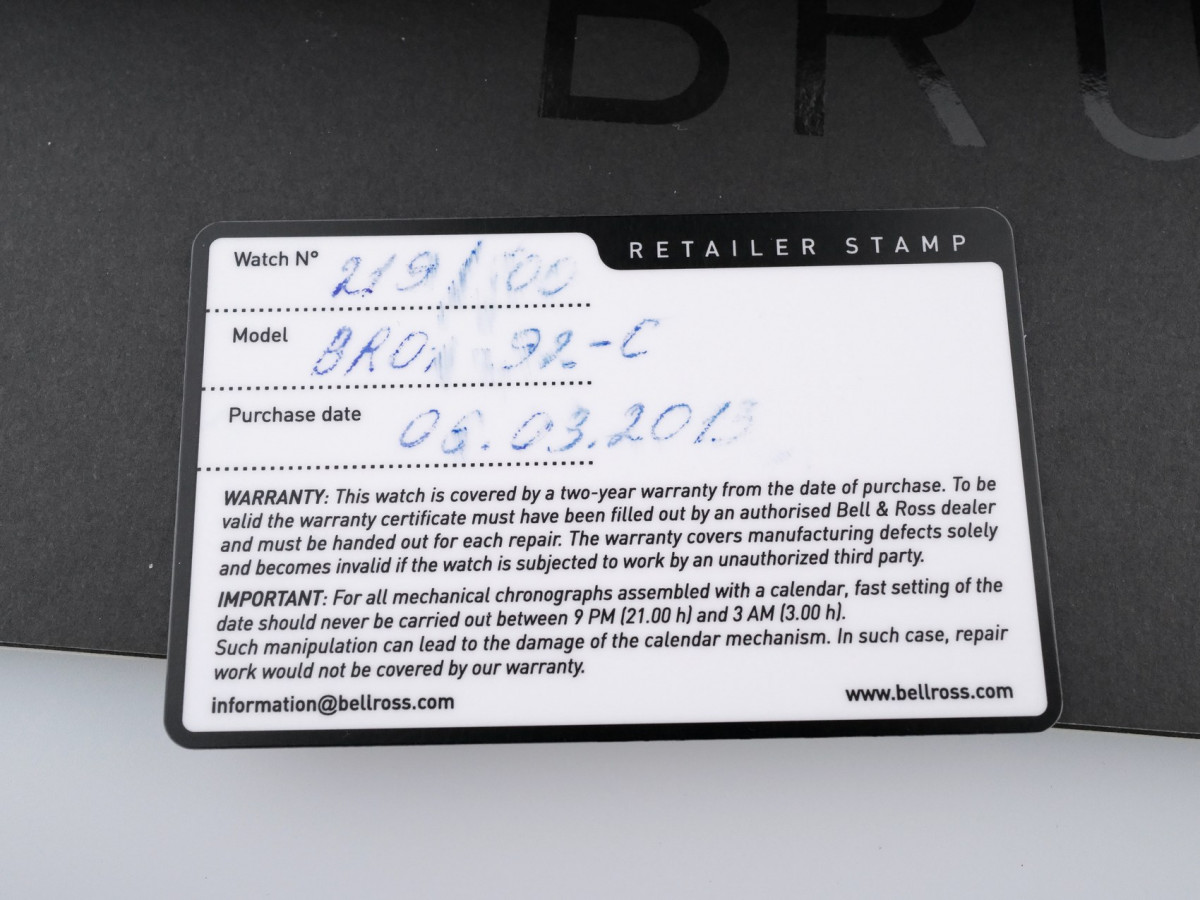 BRU
RETAILER STAMP
Watch N° 219/
Model 92-C
Purchase date 06.03.2013
WARRANTY: This watch is covered by a two-year warranty from the date of purchase. To be
valid the warranty certificate must have been filled out by an authorised Bell & Ross dealer
and must be handed out for each repair. The warranty covers manufacturing defects solely
and becomes invalid if the watch is subjected to work by an unauthorized third party.
IMPORTANT: For all mechanical chronographs assembled with a calendar, fast setting of the
date should never be carried out between 9 PM (21.00 h) and 3 AM (3.00 h).
Such manipulation can lead to the damage of the calendar mechanism. In such case, repair
work would not be covered by our warranty.
information@bellross.com
www.bellross.com